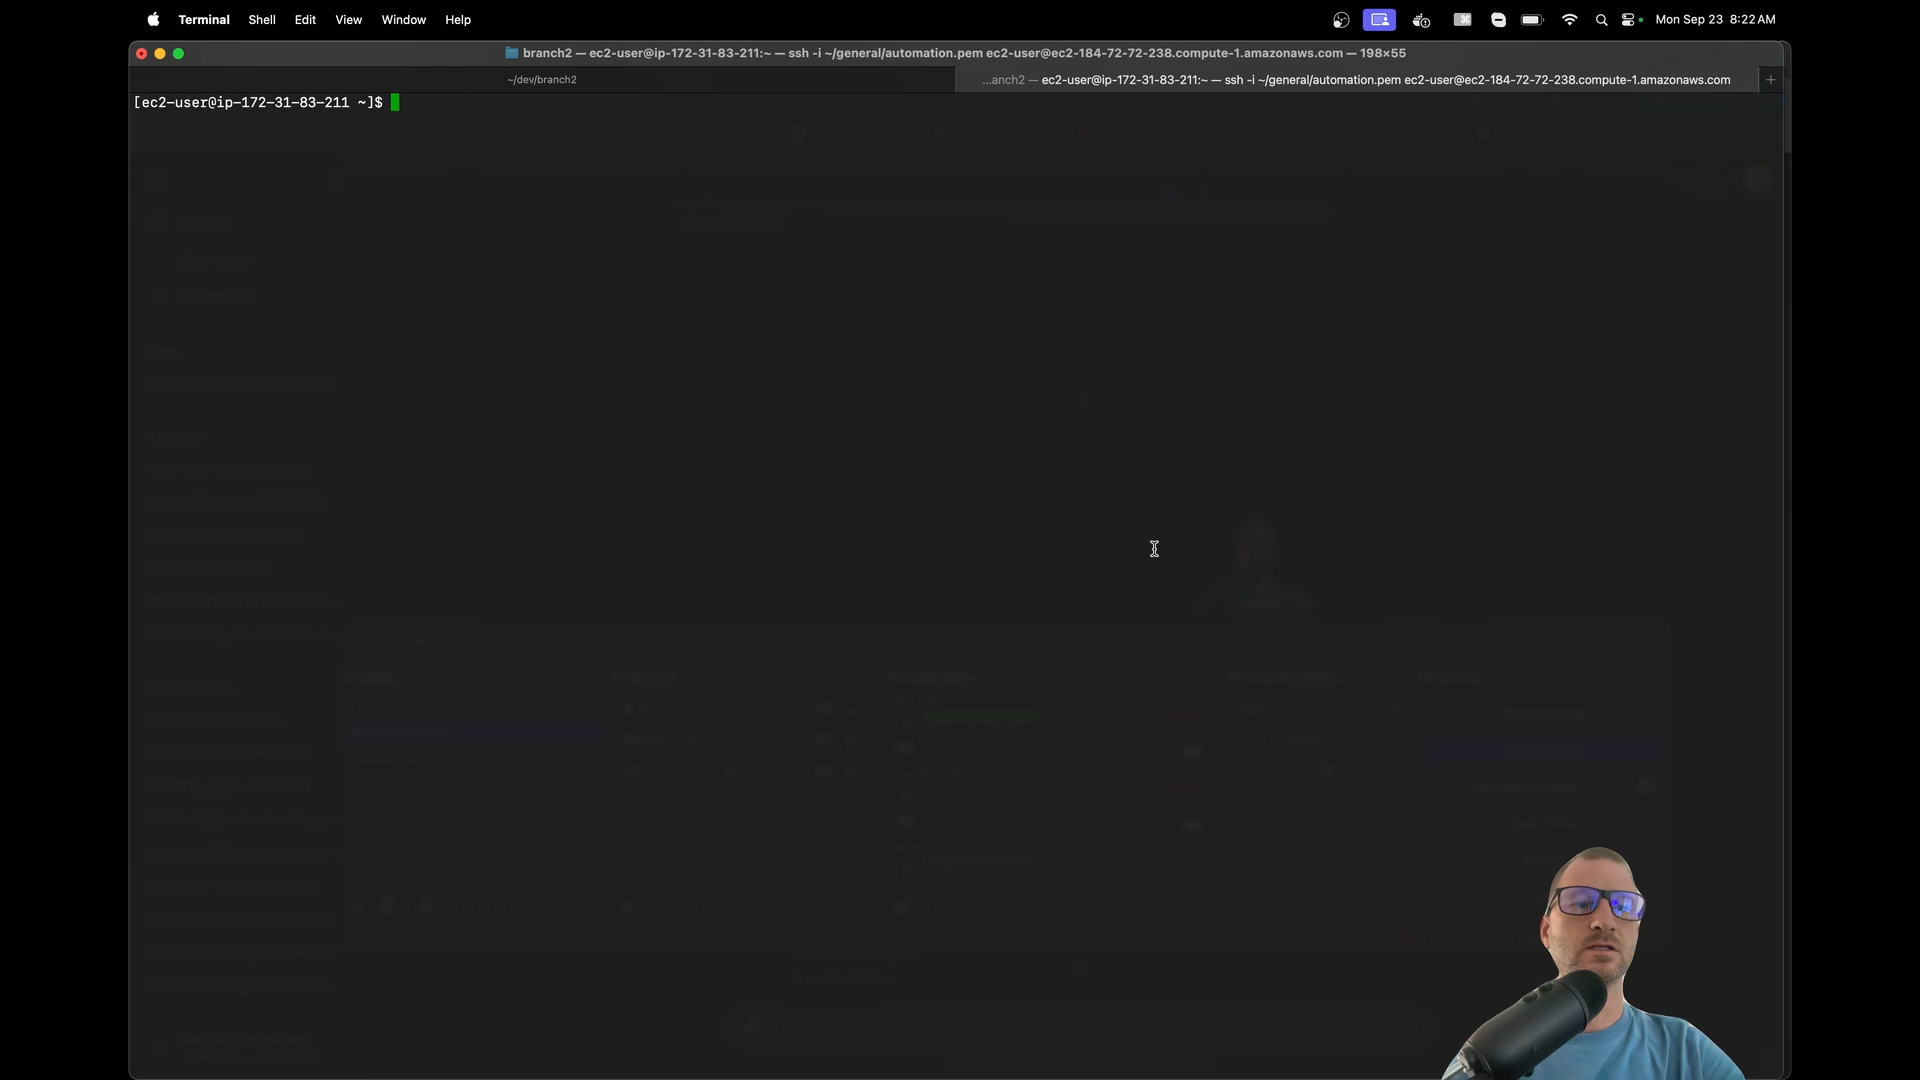 Terminal Shell Edit View Window Help Mon Sep 23 8:22 AM
branch2 — ec2-user@ip-172-31-83-211:~ — ssh -i ~/general/automation.pem ec2-user@ec2-184-72-72-238.compute-1.amazonaws.com — 198×55
~/dev/branch2
...anch2 — ec2-user@ip-172-31-83-211:~ — ssh -i ~/general/automation.pem ec2-user@ec2-184-72-72-238.compute-1.amazonaws.com
[ec2-user@ip-172-31-83-211 ~]$